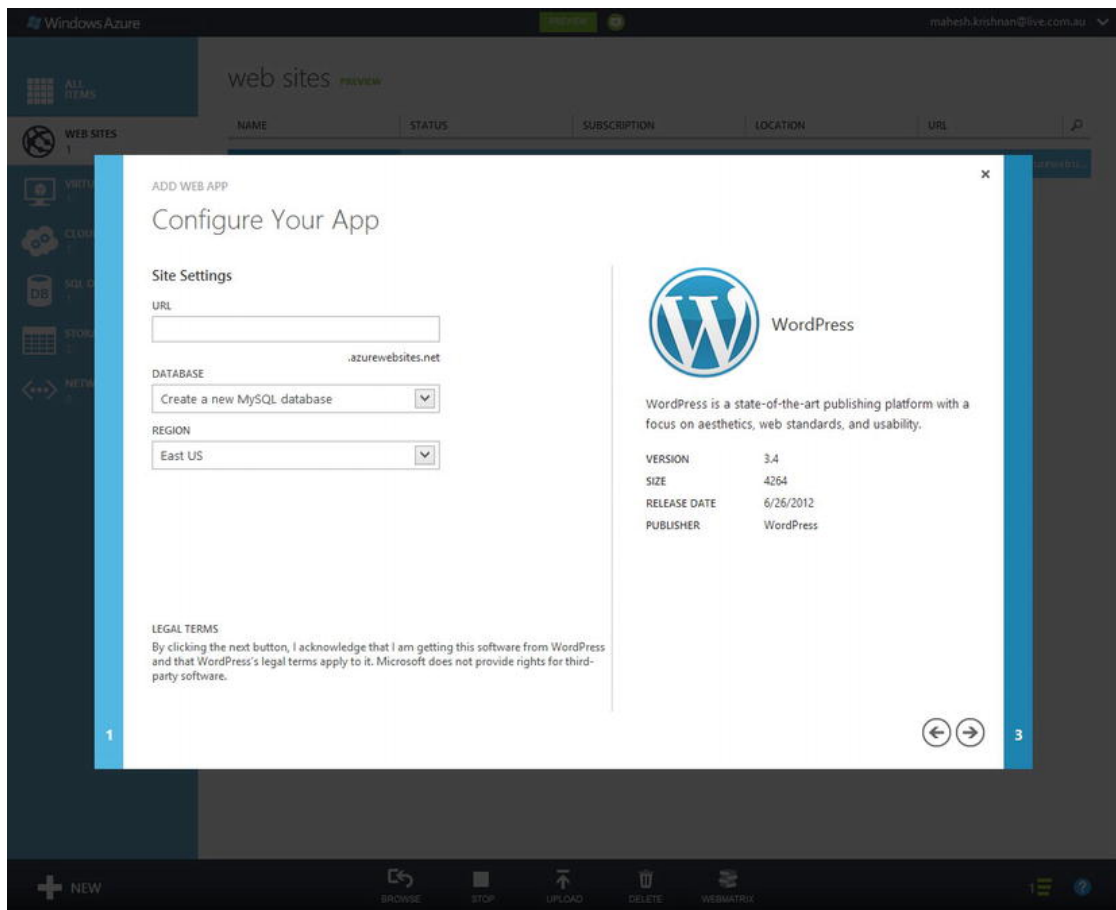 Windows Azure
PREVIEW
mahesh.krishnan@live.com.au
ALL
ITEMS
web sites PREVIEW
NAME STATUS SUBSCRIPTION LOCATION URL
WEB SITES
1
ADD WEB APP
Configure Your App
Site Settings
URL
.azurewebsites.net
DATABASE
Create a new MySQL database
REGION
East US
LEGAL TERMS
By clicking the next button, I acknowledge that I am getting this software from WordPress
and that WordPress's legal terms apply to it. Microsoft does not provide rights for third-
party software.
WordPress
WordPress is a state-of-the-art publishing platform with a
focus on aesthetics, web standards, and usability.
VERSION 3.4
SIZE 4264
RELEASE DATE 6/26/2012
PUBLISHER WordPress
1
3
DB
NEW
BROWSE STOP UPLOAD DELETE WEBMATRIX
1
?